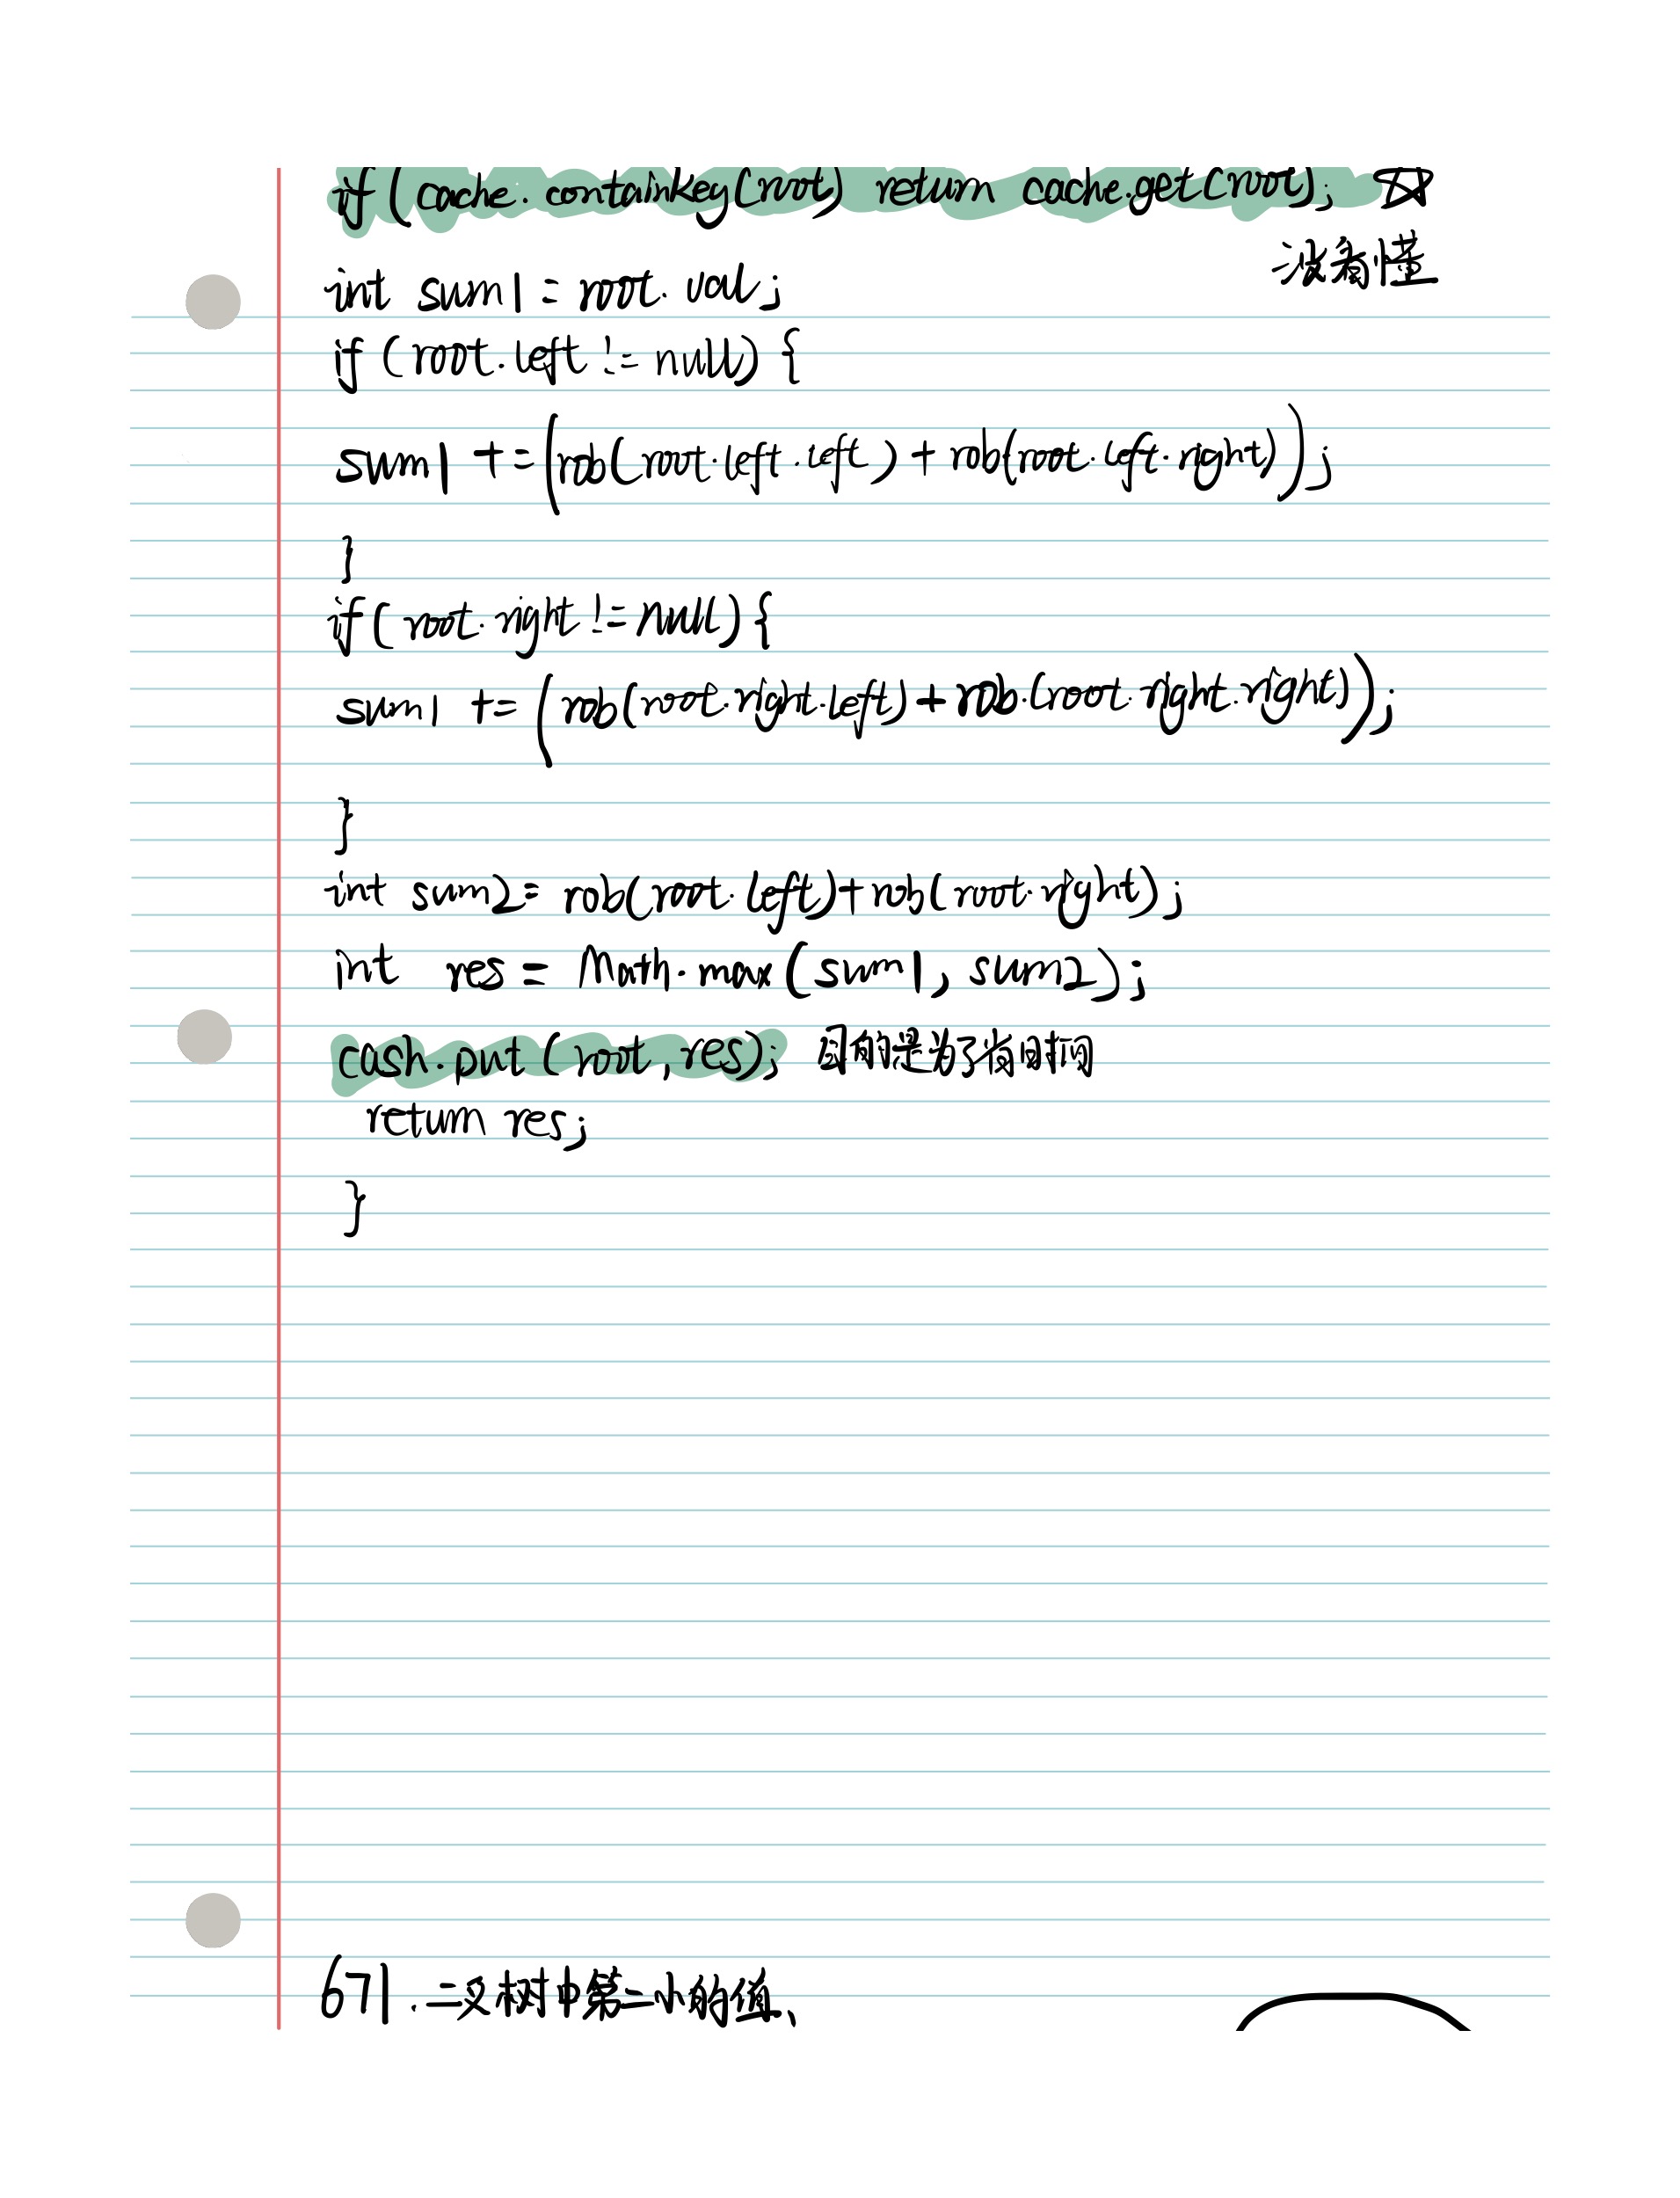 if (cache.containKey(root) return cache.get(root);
没看懂
int sum1 = root.val;
if (root.left != null) {
sum1 += (rob(root.left.left) + rob(root.left.right));
}
if (root.right != null) {
sum1 += (rob(root.right.left) + rob.(root.right.right));
}
int sum2 = rob(root.left) + rob(root.right);
int res = Math.max(sum1, sum2);
cash.put(root, res); 目的是为了省时间
return res;
}
671. 二叉树中第二小的值、